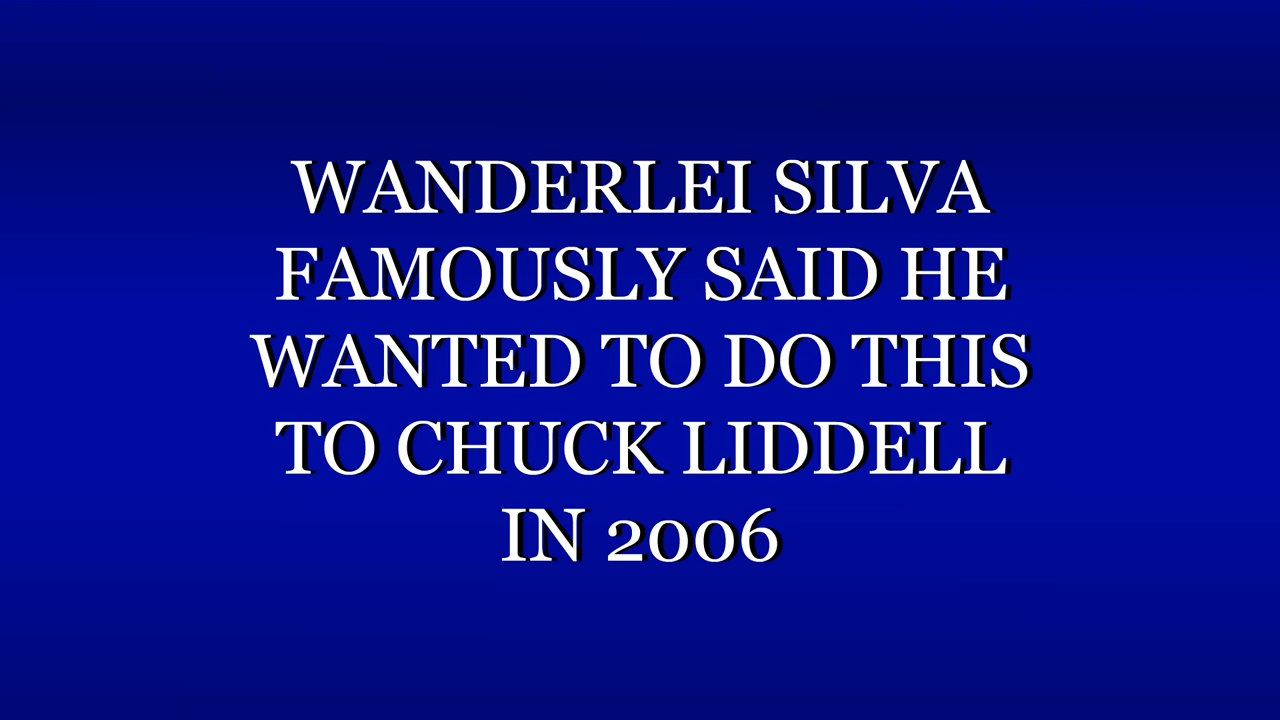 WANDERLEI SILVA
FAMOUSLY SAID HE
WANTED TO DO THIS
TO CHUCK LIDDELL
IN 2006